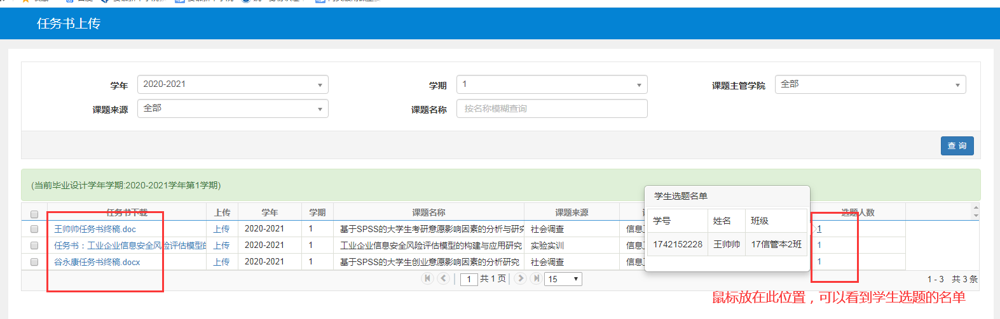 任务书上传
学年 2020-2021 学期 1 课题主管学院 全部
课题来源 全部 课题名称 按名称模糊查询
查 询
(当前毕业设计学年学期:2020-2021学年第1学期)
学生选题名单
任务书下载 上传 学年 学期 课题名称 课题来源 选题人数
学号 姓名 班级
王帅帅任务书终稿.doc 上传 2020-2021 1 基于SPSS的大学生考研意愿影响因素的分析与研究 社会调查 信息 1
1742152228 王帅帅 17信管本2班
任务书：工业企业信息安全风险评估模型的 上传 2020-2021 1 工业企业信息安全风险评估模型的构建与应用研究 实验实训 信息 1
谷永康任务书终稿.docx 上传 2020-2021 1 基于SPSS的大学生创业意愿影响因素的分析研究 社会调查 信息 1
1 共 1 页 15 1 - 3 共 3 条
鼠标放在此位置，可以看到学生选题的名单